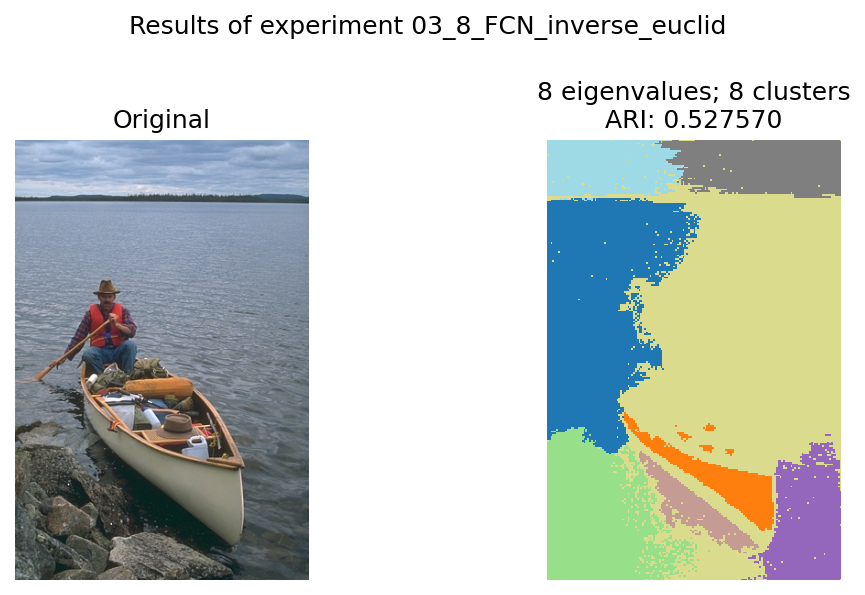 Results of experiment 03_8_FCN_inverse_euclid
Original
8 eigenvalues; 8 clusters
ARI: 0.527570